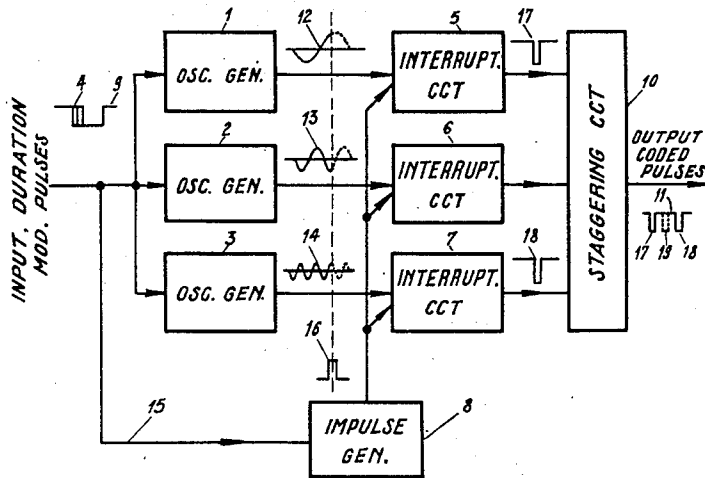 1
12
5
17
OSC. GEN.
INTERRUPT.
CCT
10
4
9
2
13
6
OSC. GEN.
INTERRUPT.
CCT
STAGGERING CCT
OUTPUT
CODED
PULSES
INPUT, DURATION
MOD. PULSES
3
14
7
18
OSC. GEN.
INTERRUPT.
CCT
11
17
19
18
16
IMPULSE
GEN.
8
15